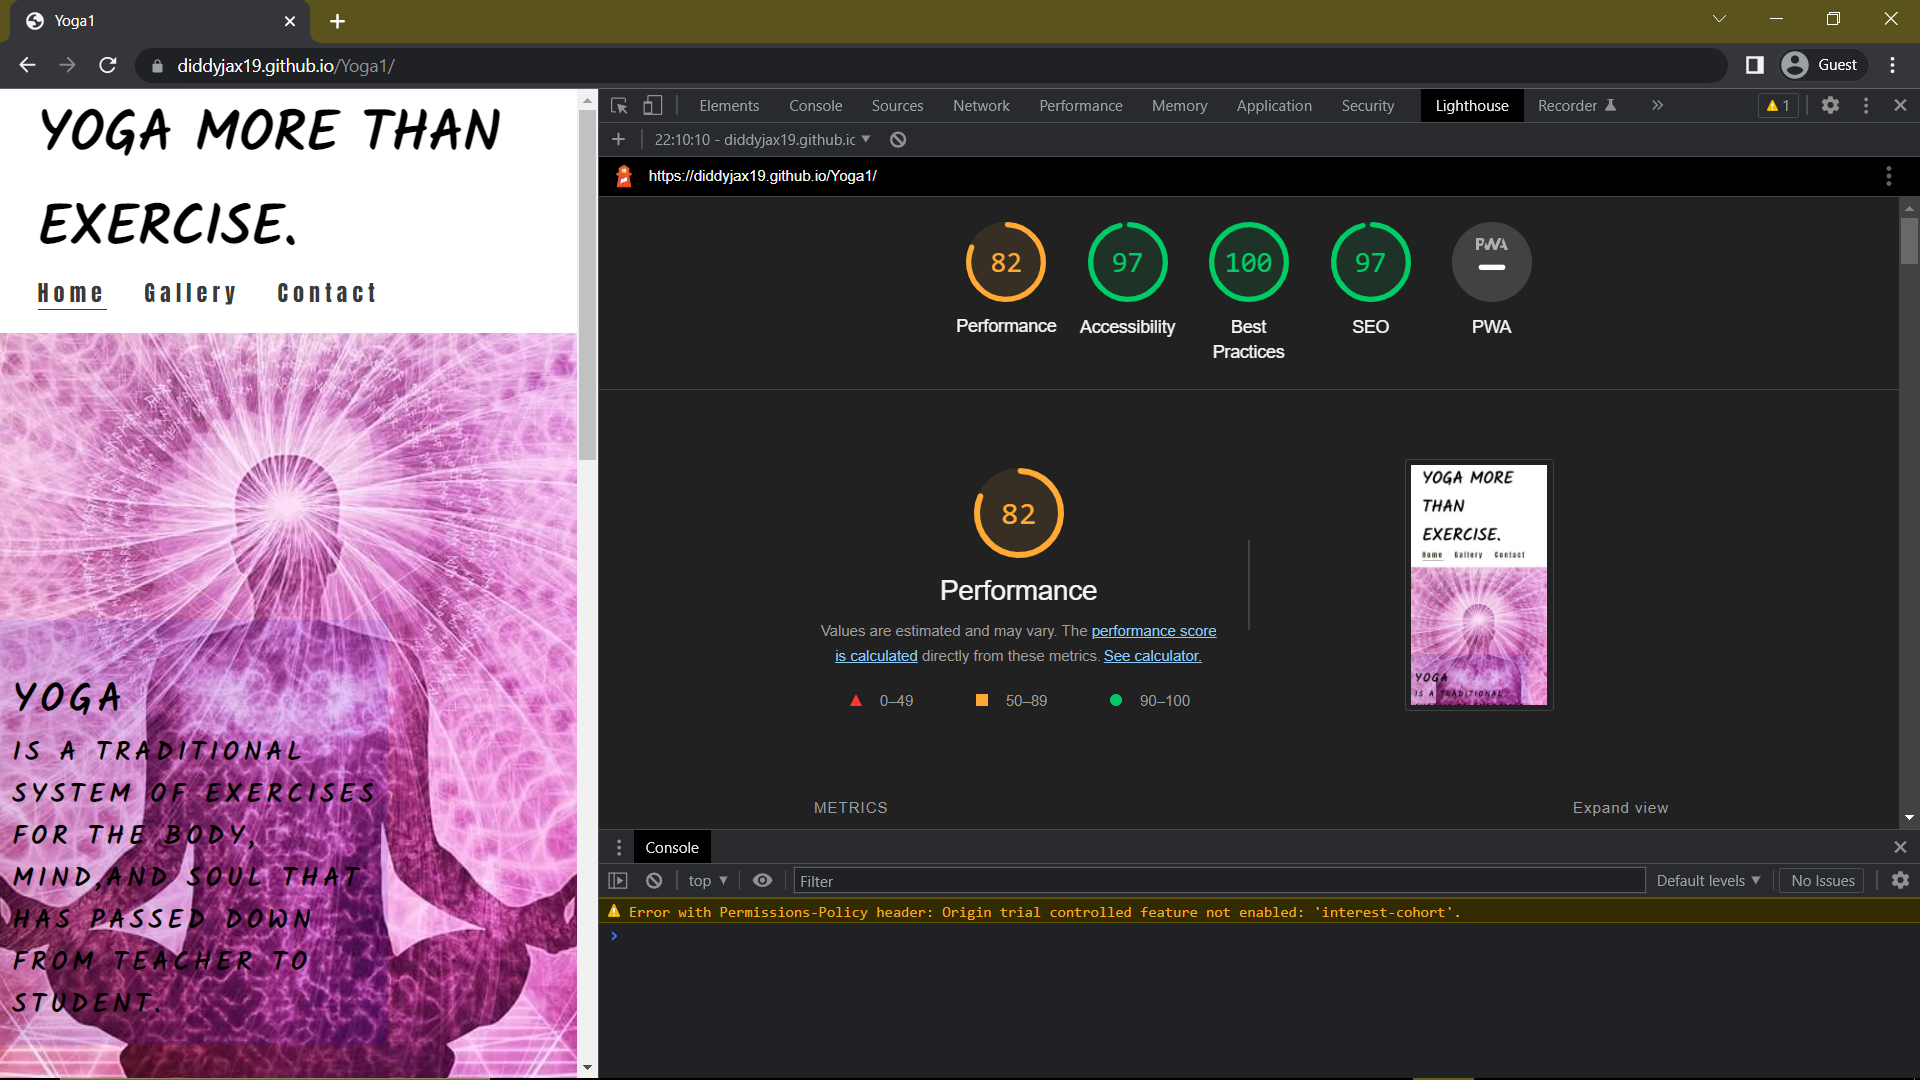 Yoga1
diddyjax19.github.io/Yoga1/
Guest
YOGA MORE THAN
EXERCISE.
Home Gallery Contact
YOGA
IS A TRADITIONAL
SYSTEM OF EXERCISES
FOR THE BODY,
MIND,AND SOUL THAT
HAS PASSED DOWN
FROM TEACHER TO
STUDENT.
Elements Console Sources Network Performance Memory Application Security Lighthouse Recorder 1
22:10:10 - diddyjax19.github.io
https://diddyjax19.github.io/Yoga1/
82 97 100 97 PWA
Performance Accessibility Best Practices SEO PWA
82
Performance
Values are estimated and may vary. The performance score
is calculated directly from these metrics. See calculator.
0–49 50–89 90–100
YOGA MORE
THAN
EXERCISE.
Home Gallery Contact
YOGA
IS A TRADITIONAL
METRICS Expand view
Console
top Filter Default levels No Issues
Error with Permissions-Policy header: Origin trial controlled feature not enabled: 'interest-cohort'.